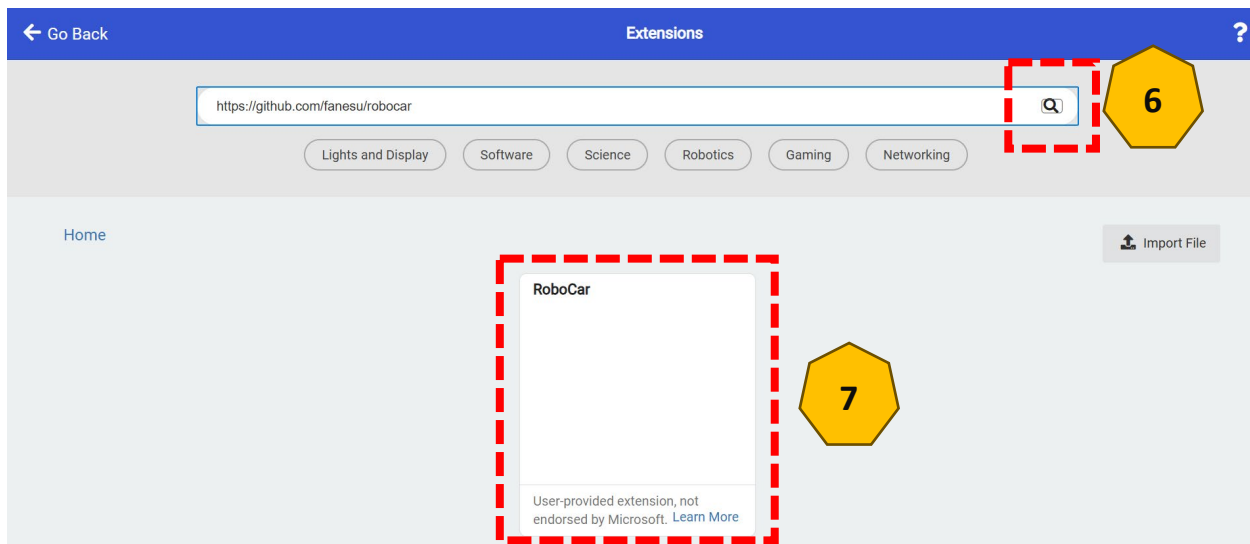 Go Back
Extensions
?
https://github.com/fanesu/robocar
6
Lights and Display
Software
Science
Robotics
Gaming
Networking
Home
Import File
RoboCar
7
User-provided extension, not
endorsed by Microsoft. Learn More